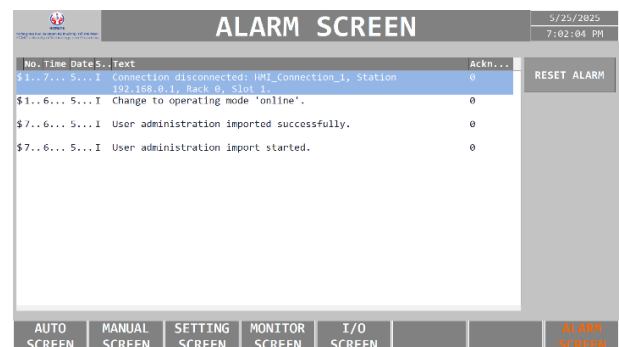 ALARM SCREEN
5/25/2025
7:02:04 PM
No. Time Date S.. Text Ackn...
$1.. 7... 5... I Connection disconnected: HMI_Connection_1, Station 0
192.168.0.1, Rack 0, Slot 1.
$1.. 6... 5... I Change to operating mode 'online'. 0
$7.. 6... 5... I User administration imported successfully. 0
$7.. 6... 5... I User administration import started. 0
RESET ALARM
AUTO MANUAL SETTING MONITOR I/O ALARM
SCREEN SCREEN SCREEN SCREEN SCREEN SCREEN